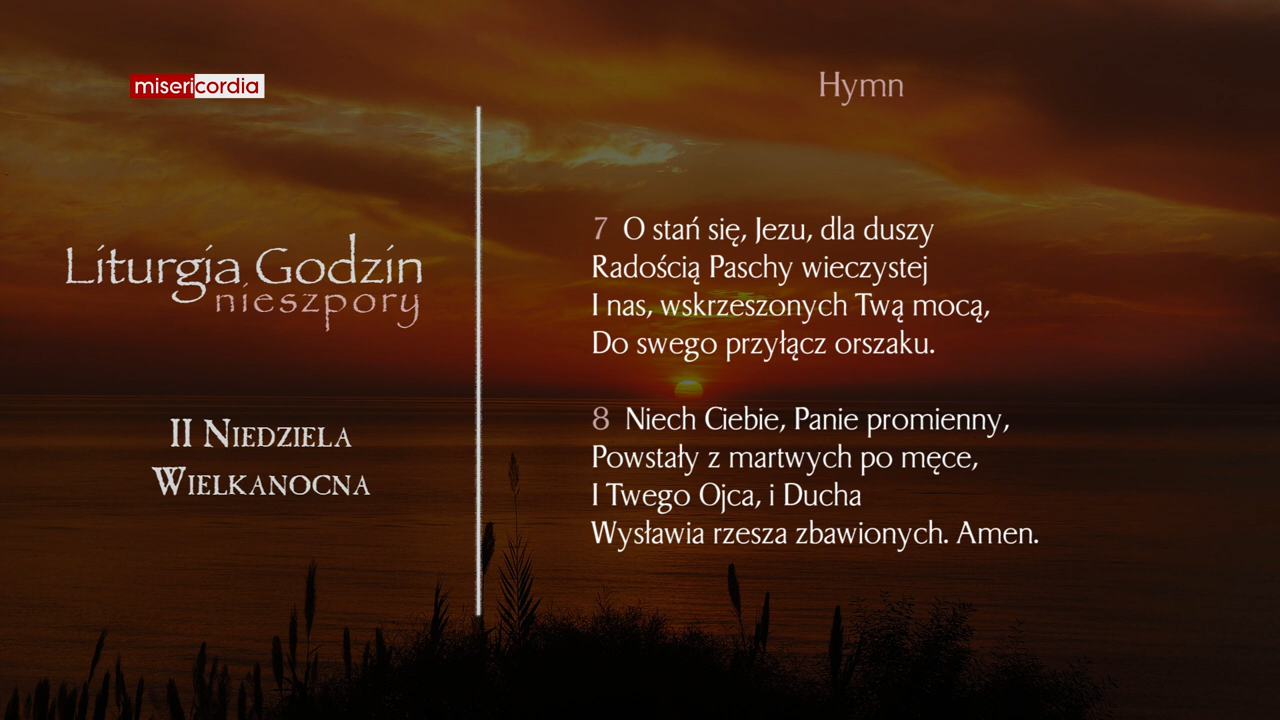 misericordia
Liturgia Godzin
nieszpory
II Niedziela
Wielkanocna
Hymn
7 O stań się, Jezu, dla duszy
Radością Paschy wieczystej
I nas, wskrzeszonych Twą mocą,
Do swego przyłącz orszaku.
8 Niech Ciebie, Panie promienny,
Powstały z martwych po męce,
I Twego Ojca, i Ducha
Wysławia rzesza zbawionych. Amen.